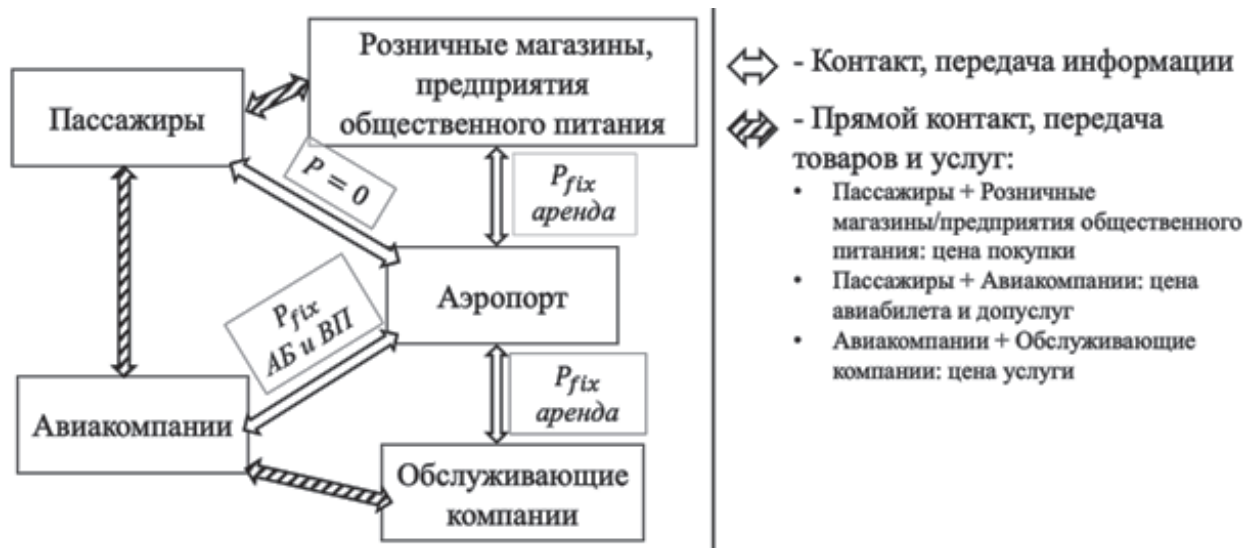 Розничные магазины,
предприятия
общественного питания
Пассажиры
P = 0
P_fix
аренда
Аэропорт
P_fix
АБ и ВП
P_fix
аренда
Авиакомпании
Обслуживающие
компании
- Контакт, передача информации
- Прямой контакт, передача
товаров и услуг:
• Пассажиры + Розничные
магазины/предприятия общественного
питания: цена покупки
• Пассажиры + Авиакомпании: цена
авиабилета и допуслуг
• Авиакомпании + Обслуживающие
компании: цена услуги